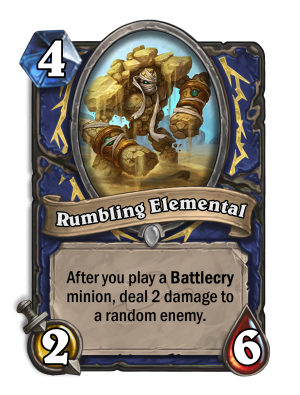 4
Rumbling Elemental
After you play a Battlecry
minion, deal 2 damage to
a random enemy.
2
6